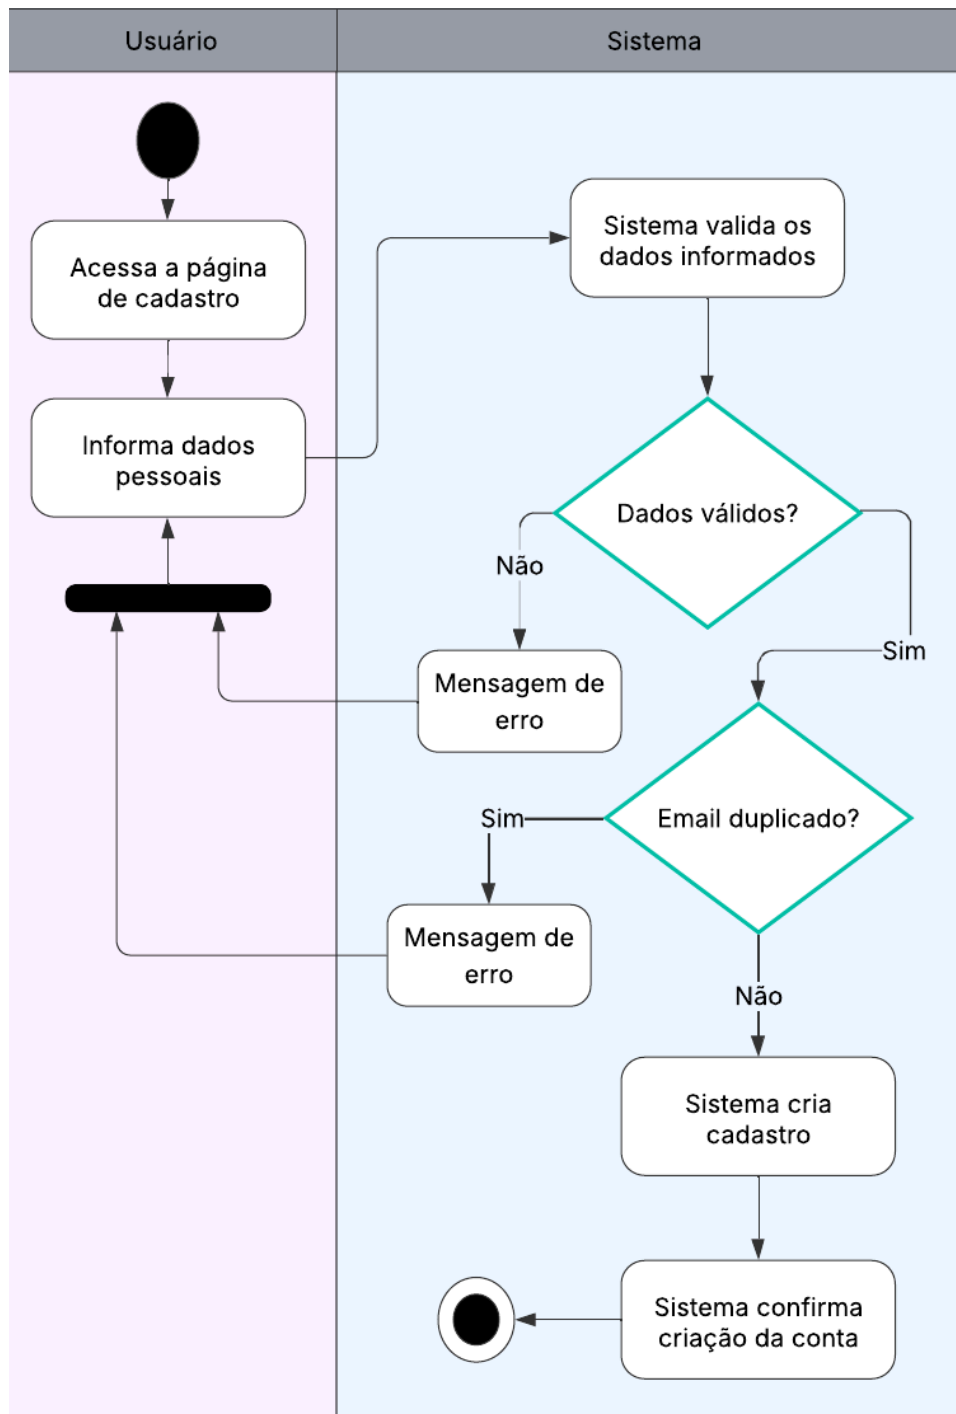 Usuário
Sistema
Acessa a página
de cadastro
Informa dados
pessoais
Sistema valida os
dados informados
Dados válidos?
Não
Sim
Mensagem de
erro
Email duplicado?
Sim
Mensagem de
erro
Não
Sistema cria
cadastro
Sistema confirma
criação da conta